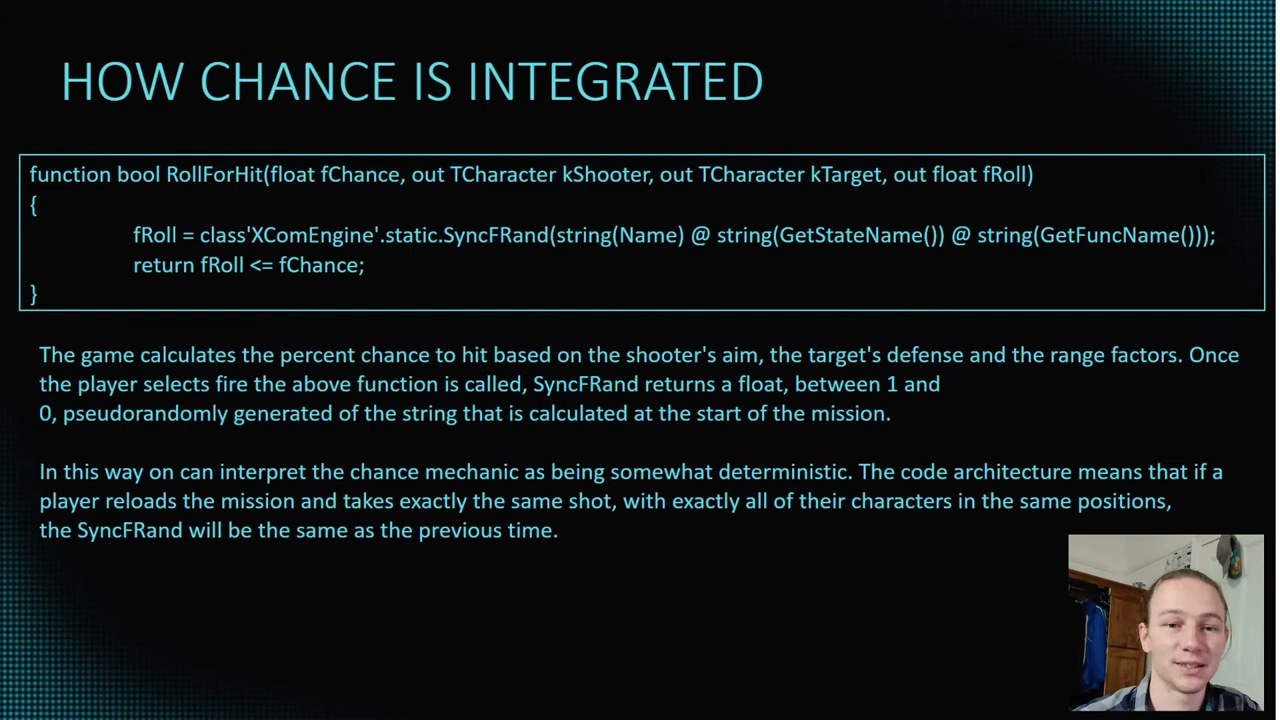 HOW CHANCE IS INTEGRATED
function bool RollForHit(float fChance, out TCharacter kShooter, out TCharacter kTarget, out float fRoll)
{
fRoll = class'XComEngine'.static.SyncFRand(string(Name) @ string(GetStateName()) @ string(GetFuncName()));
return fRoll <= fChance;
}
The game calculates the percent chance to hit based on the shooter's aim, the target's defense and the range factors. Once
the player selects fire the above function is called, SyncFRand returns a float, between 1 and
0, pseudorandomly generated of the string that is calculated at the start of the mission.
In this way on can interpret the chance mechanic as being somewhat deterministic. The code architecture means that if a
player reloads the mission and takes exactly the same shot, with exactly all of their characters in the same positions,
the SyncFRand will be the same as the previous time.